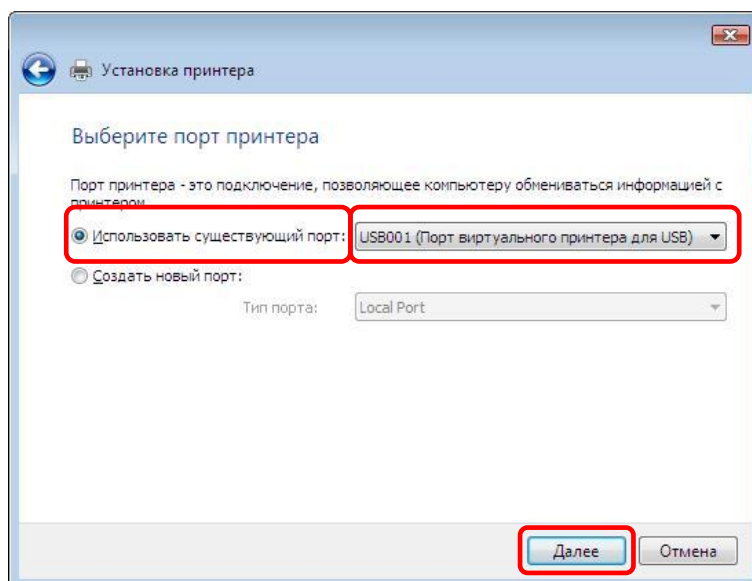 Установка принтера
Выберите порт принтера
Порт принтера - это подключение, позволяющее компьютеру обмениваться информацией с
принтером
Использовать существующий порт: USB001 (Порт виртуального принтера для USB)
Создать новый порт:
Тип порта: Local Port
Далее Отмена